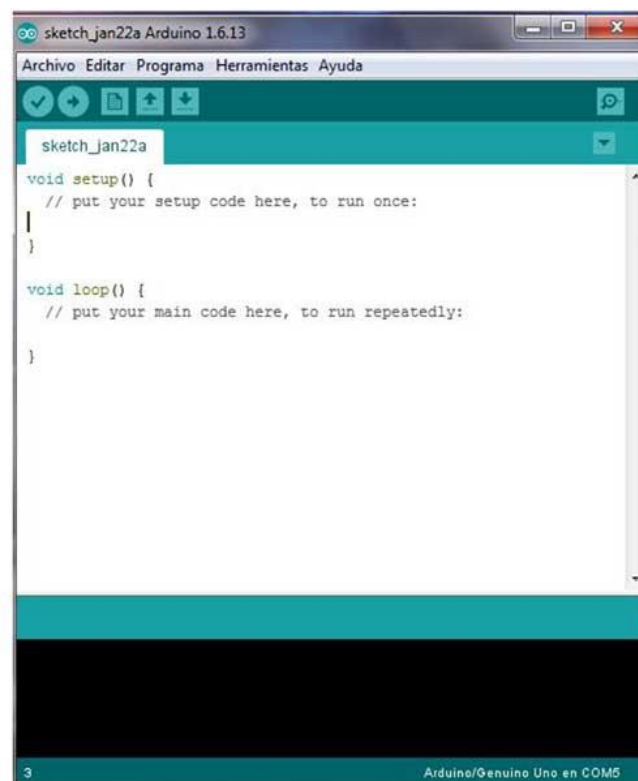 sketch_jan22a Arduino 1.6.13
Archivo Editar Programa Herramientas Ayuda
sketch_jan22a
void setup() {
// put your setup code here, to run once:
}
void loop() {
// put your main code here, to run repeatedly:
}
3
Arduino/Genuino Uno en COM5